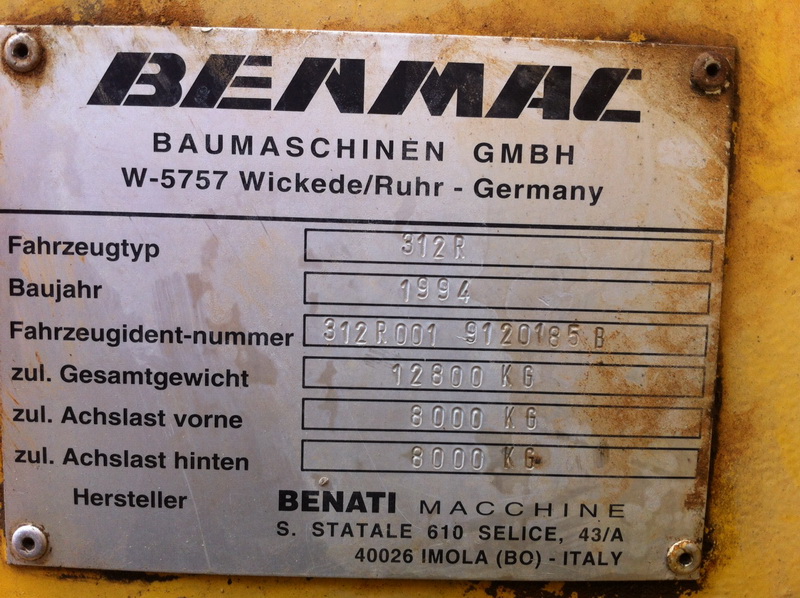 BENMAC
BAUMASCHINEN GMBH
W-5757 Wickede/Ruhr - Germany
Fahrzeugtyp 312R
Baujahr 1994
Fahrzeugident-nummer 312R001 9120185B
zul. Gesamtgewicht 12800 KG
zul. Achslast vorne 8000 KG
zul. Achslast hinten 8000 KG
Hersteller BENATI MACCHINE
S. STATALE 610 SELICE, 43/A
40026 IMOLA (BO) - ITALY